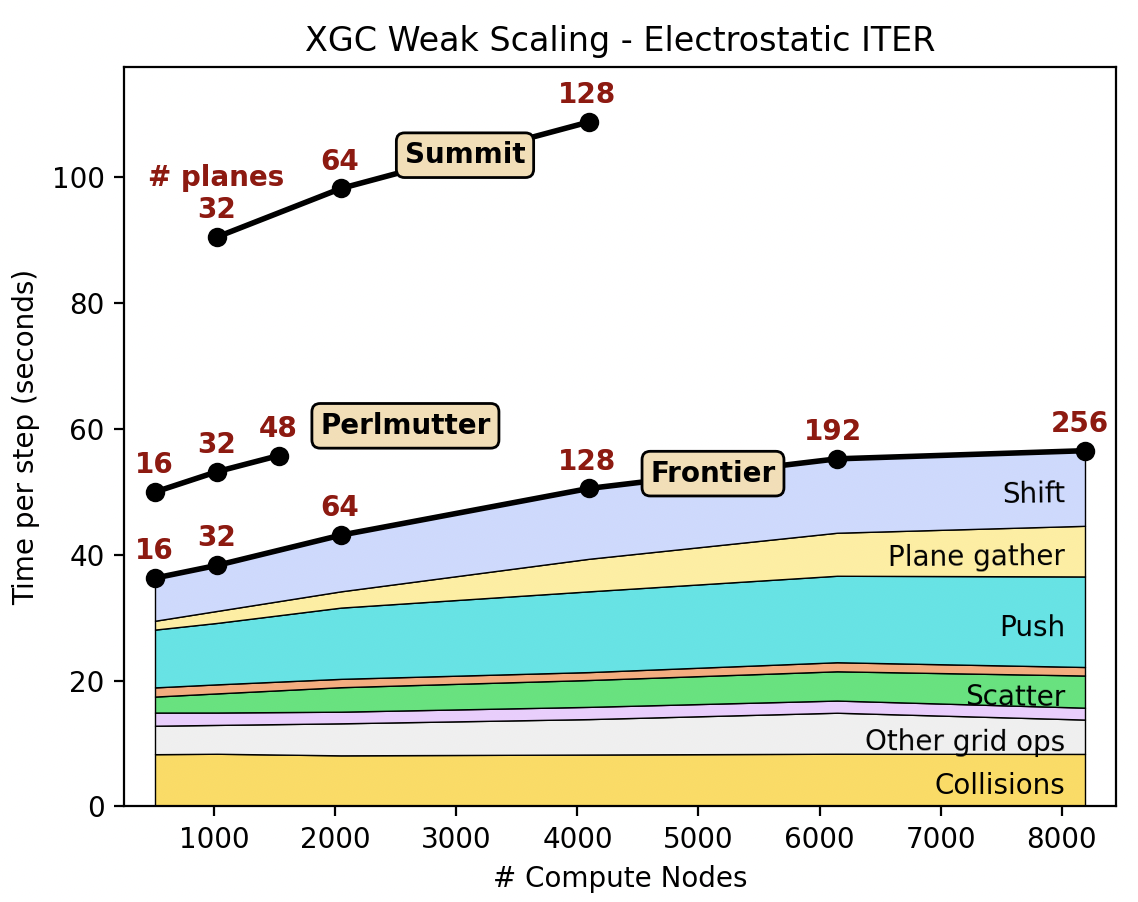 XGC Weak Scaling - Electrostatic ITER
128
Summit
64
# planes
32
100
80
60
40
20
0
Time per step (seconds)
16
32
48
Perlmutter
16
32
64
128
Frontier
192
256
Shift
Plane gather
Push
Scatter
Other grid ops
Collisions
1000 2000 3000 4000 5000 6000 7000 8000
# Compute Nodes